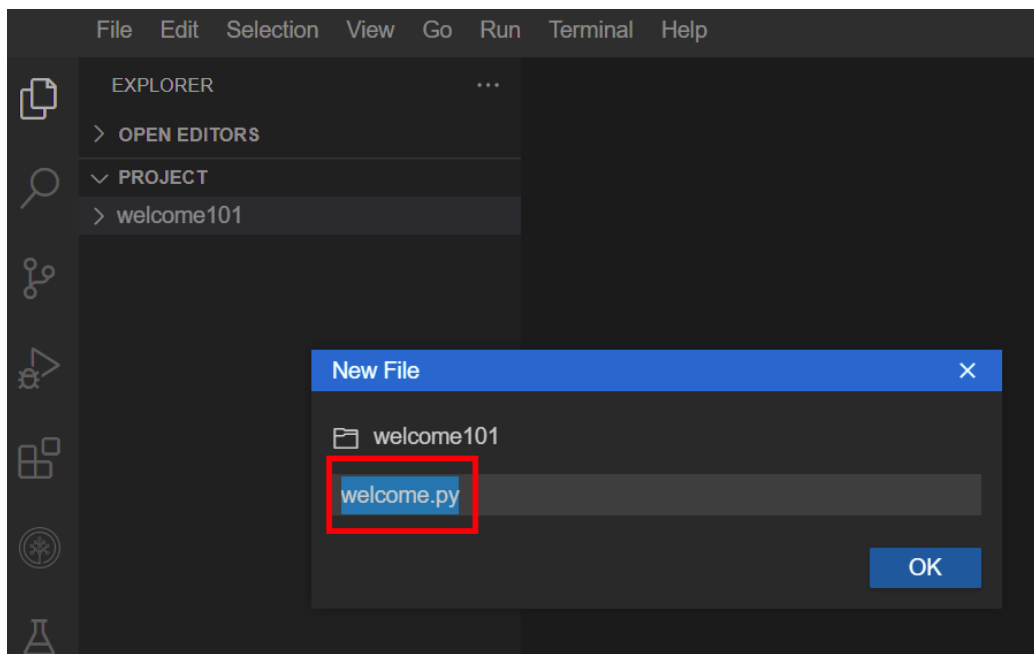 File Edit Selection View Go Run Terminal Help
EXPLORER
OPEN EDITORS
PROJECT
welcome101
New File
welcome101
welcome.py
OK